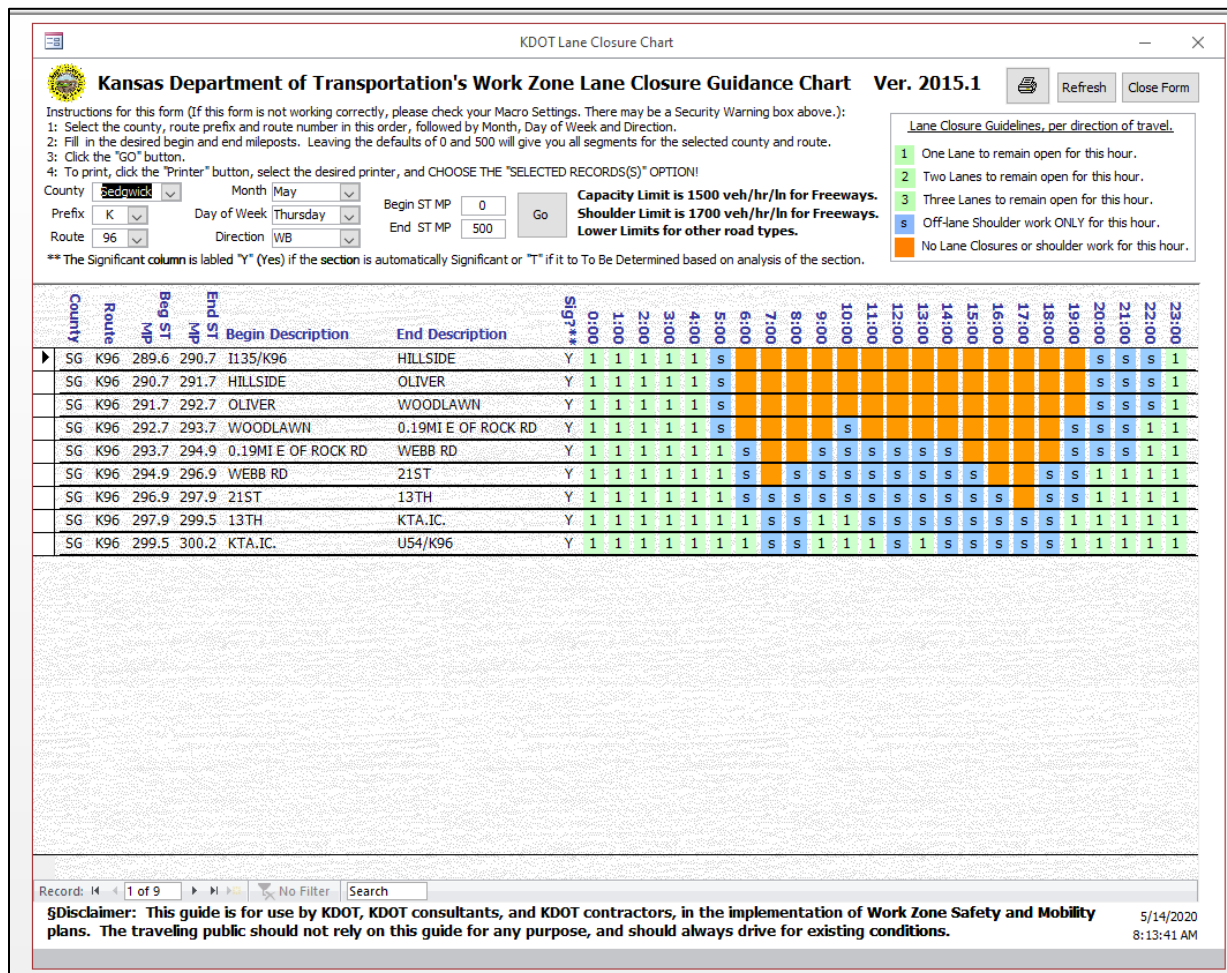 KDOT Lane Closure Chart
Kansas Department of Transportation's Work Zone Lane Closure Guidance Chart Ver. 2015.1
Refresh
Close Form
Instructions for this form (If this form is not working correctly, please check your Macro Settings. There may be a Security Warning box above.):
1: Select the county, route prefix and route number in this order, followed by Month, Day of Week and Direction.
2: Fill in the desired begin and end mileposts. Leaving the defaults of 0 and 500 will give you all segments for the selected county and route.
3: Click the "GO" button.
4: To print, click the "Printer" button, select the desired printer, and CHOOSE THE "SELECTED RECORDS(S)" OPTION!
County Sedgwick Month May
Prefix K Day of Week Thursday
Route 96 Direction WB
Begin ST MP 0
End ST MP 500
Go
Capacity Limit is 1500 veh/hr/ln for Freeways.
Shoulder Limit is 1700 veh/hr/ln for Freeways.
Lower Limits for other road types.
Lane Closure Guidelines, per direction of travel.
1 One Lane to remain open for this hour.
2 Two Lanes to remain open for this hour.
3 Three Lanes to remain open for this hour.
s Off-lane Shoulder work ONLY for this hour.
No Lane Closures or shoulder work for this hour.
** The Significant column is labled "Y" (Yes) if the section is automatically Significant or "T" if it to To Be Determined based on analysis of the section.
County Route Beg ST MP End ST MP Begin Description End Description Sig?** 0:00 1:00 2:00 3:00 4:00 5:00 6:00 7:00 8:00 9:00 10:00 11:00 12:00 13:00 14:00 15:00 16:00 17:00 18:00 19:00 20:00 21:00 22:00 23:00
SG K96 289.6 290.7 I135/K96 HILLSIDE Y 1 1 1 1 1 s s s s 1
SG K96 290.7 291.7 HILLSIDE OLIVER Y 1 1 1 1 1 s s s s 1
SG K96 291.7 292.7 OLIVER WOODLAWN Y 1 1 1 1 1 s s s s 1
SG K96 292.7 293.7 WOODLAWN 0.19MI E OF ROCK RD Y 1 1 1 1 1 s s s s s 1 1
SG K96 293.7 294.9 0.19MI E OF ROCK RD WEBB RD Y 1 1 1 1 1 1 s s s s s s s s s s 1 1
SG K96 294.9 296.9 WEBB RD 21ST Y 1 1 1 1 1 1 s s s s s s s s s s s 1 1 1 1
SG K96 296.9 297.9 21ST 13TH Y 1 1 1 1 1 1 s s s s s s s s s s s s s 1 1 1 1
SG K96 297.9 299.5 13TH KTA.IC. Y 1 1 1 1 1 1 1 s s 1 1 s s s s s s s s 1 1 1 1 1
SG K96 299.5 300.2 KTA.IC. U54/K96 Y 1 1 1 1 1 1 1 s s 1 1 1 s 1 s s s s s 1 1 1 1 1
Record: 1 of 9 No Filter Search
§Disclaimer: This guide is for use by KDOT, KDOT consultants, and KDOT contractors, in the implementation of Work Zone Safety and Mobility
plans. The traveling public should not rely on this guide for any purpose, and should always drive for existing conditions.
5/14/2020
8:13:41 AM